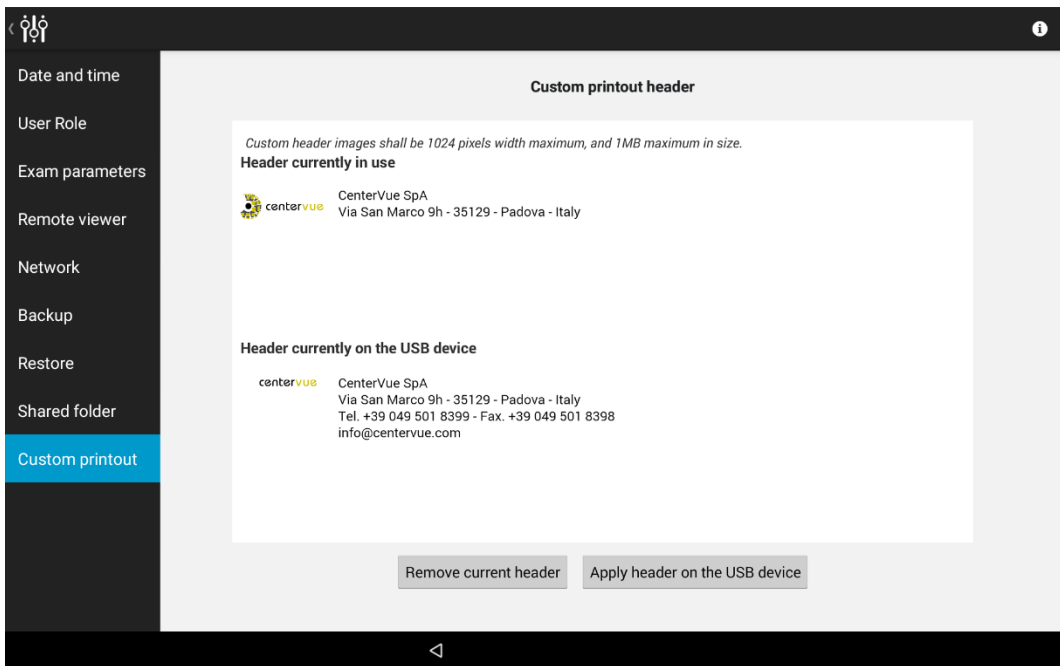 Date and time
User Role
Exam parameters
Remote viewer
Network
Backup
Restore
Shared folder
Custom printout
Custom printout header
Custom header images shall be 1024 pixels width maximum, and 1MB maximum in size.
Header currently in use
centervue
CenterVue SpA
Via San Marco 9h - 35129 - Padova - Italy
Header currently on the USB device
centervue
CenterVue SpA
Via San Marco 9h - 35129 - Padova - Italy
Tel. +39 049 501 8399 - Fax. +39 049 501 8398
info@centervue.com
Remove current header
Apply header on the USB device